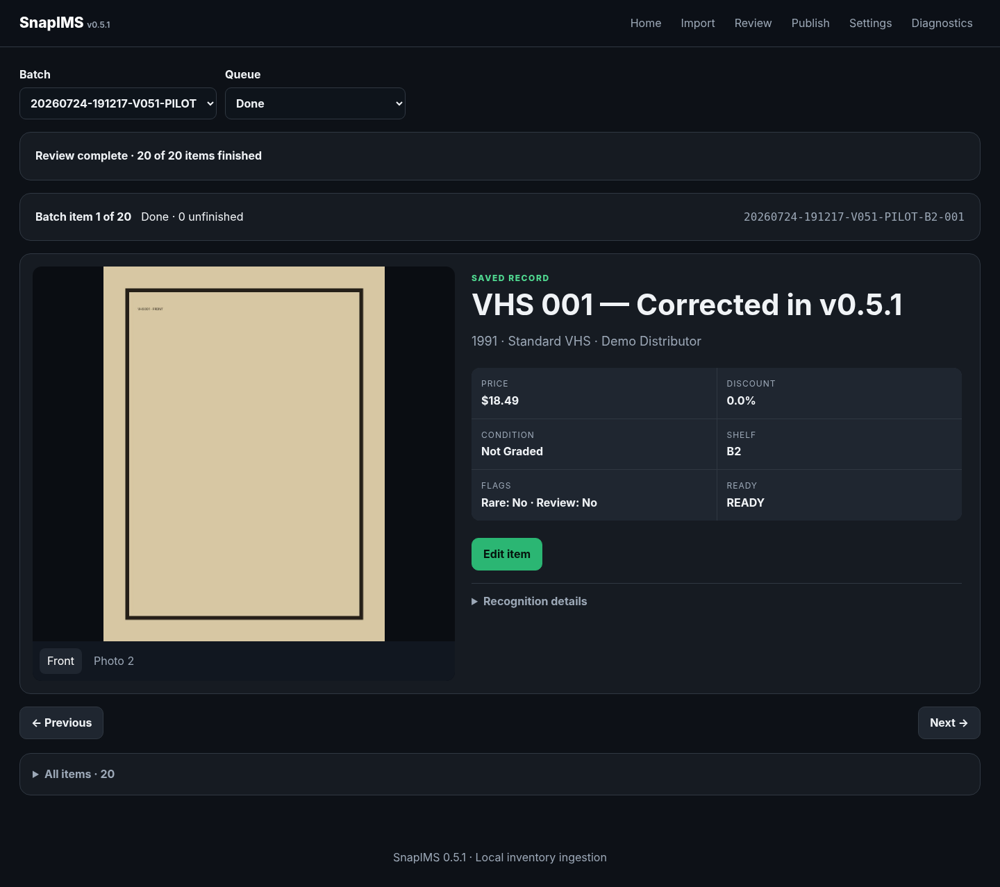 SnapIMS v0.5.1
Home Import Review Publish Settings Diagnostics
Batch Queue
20260724-191217-V051-PILOT Done
Review complete · 20 of 20 items finished
Batch item 1 of 20 Done · 0 unfinished 20260724-191217-V051-PILOT-B2-001
SAVED RECORD
VHS 001 — Corrected in v0.5.1
1991 · Standard VHS · Demo Distributor
PRICE DISCOUNT
$18.49 0.0%
CONDITION SHELF
Not Graded B2
FLAGS READY
Rare: No · Review: No READY
Edit item
Recognition details
Front Photo 2
← Previous Next →
All items · 20
SnapIMS 0.5.1 · Local inventory ingestion